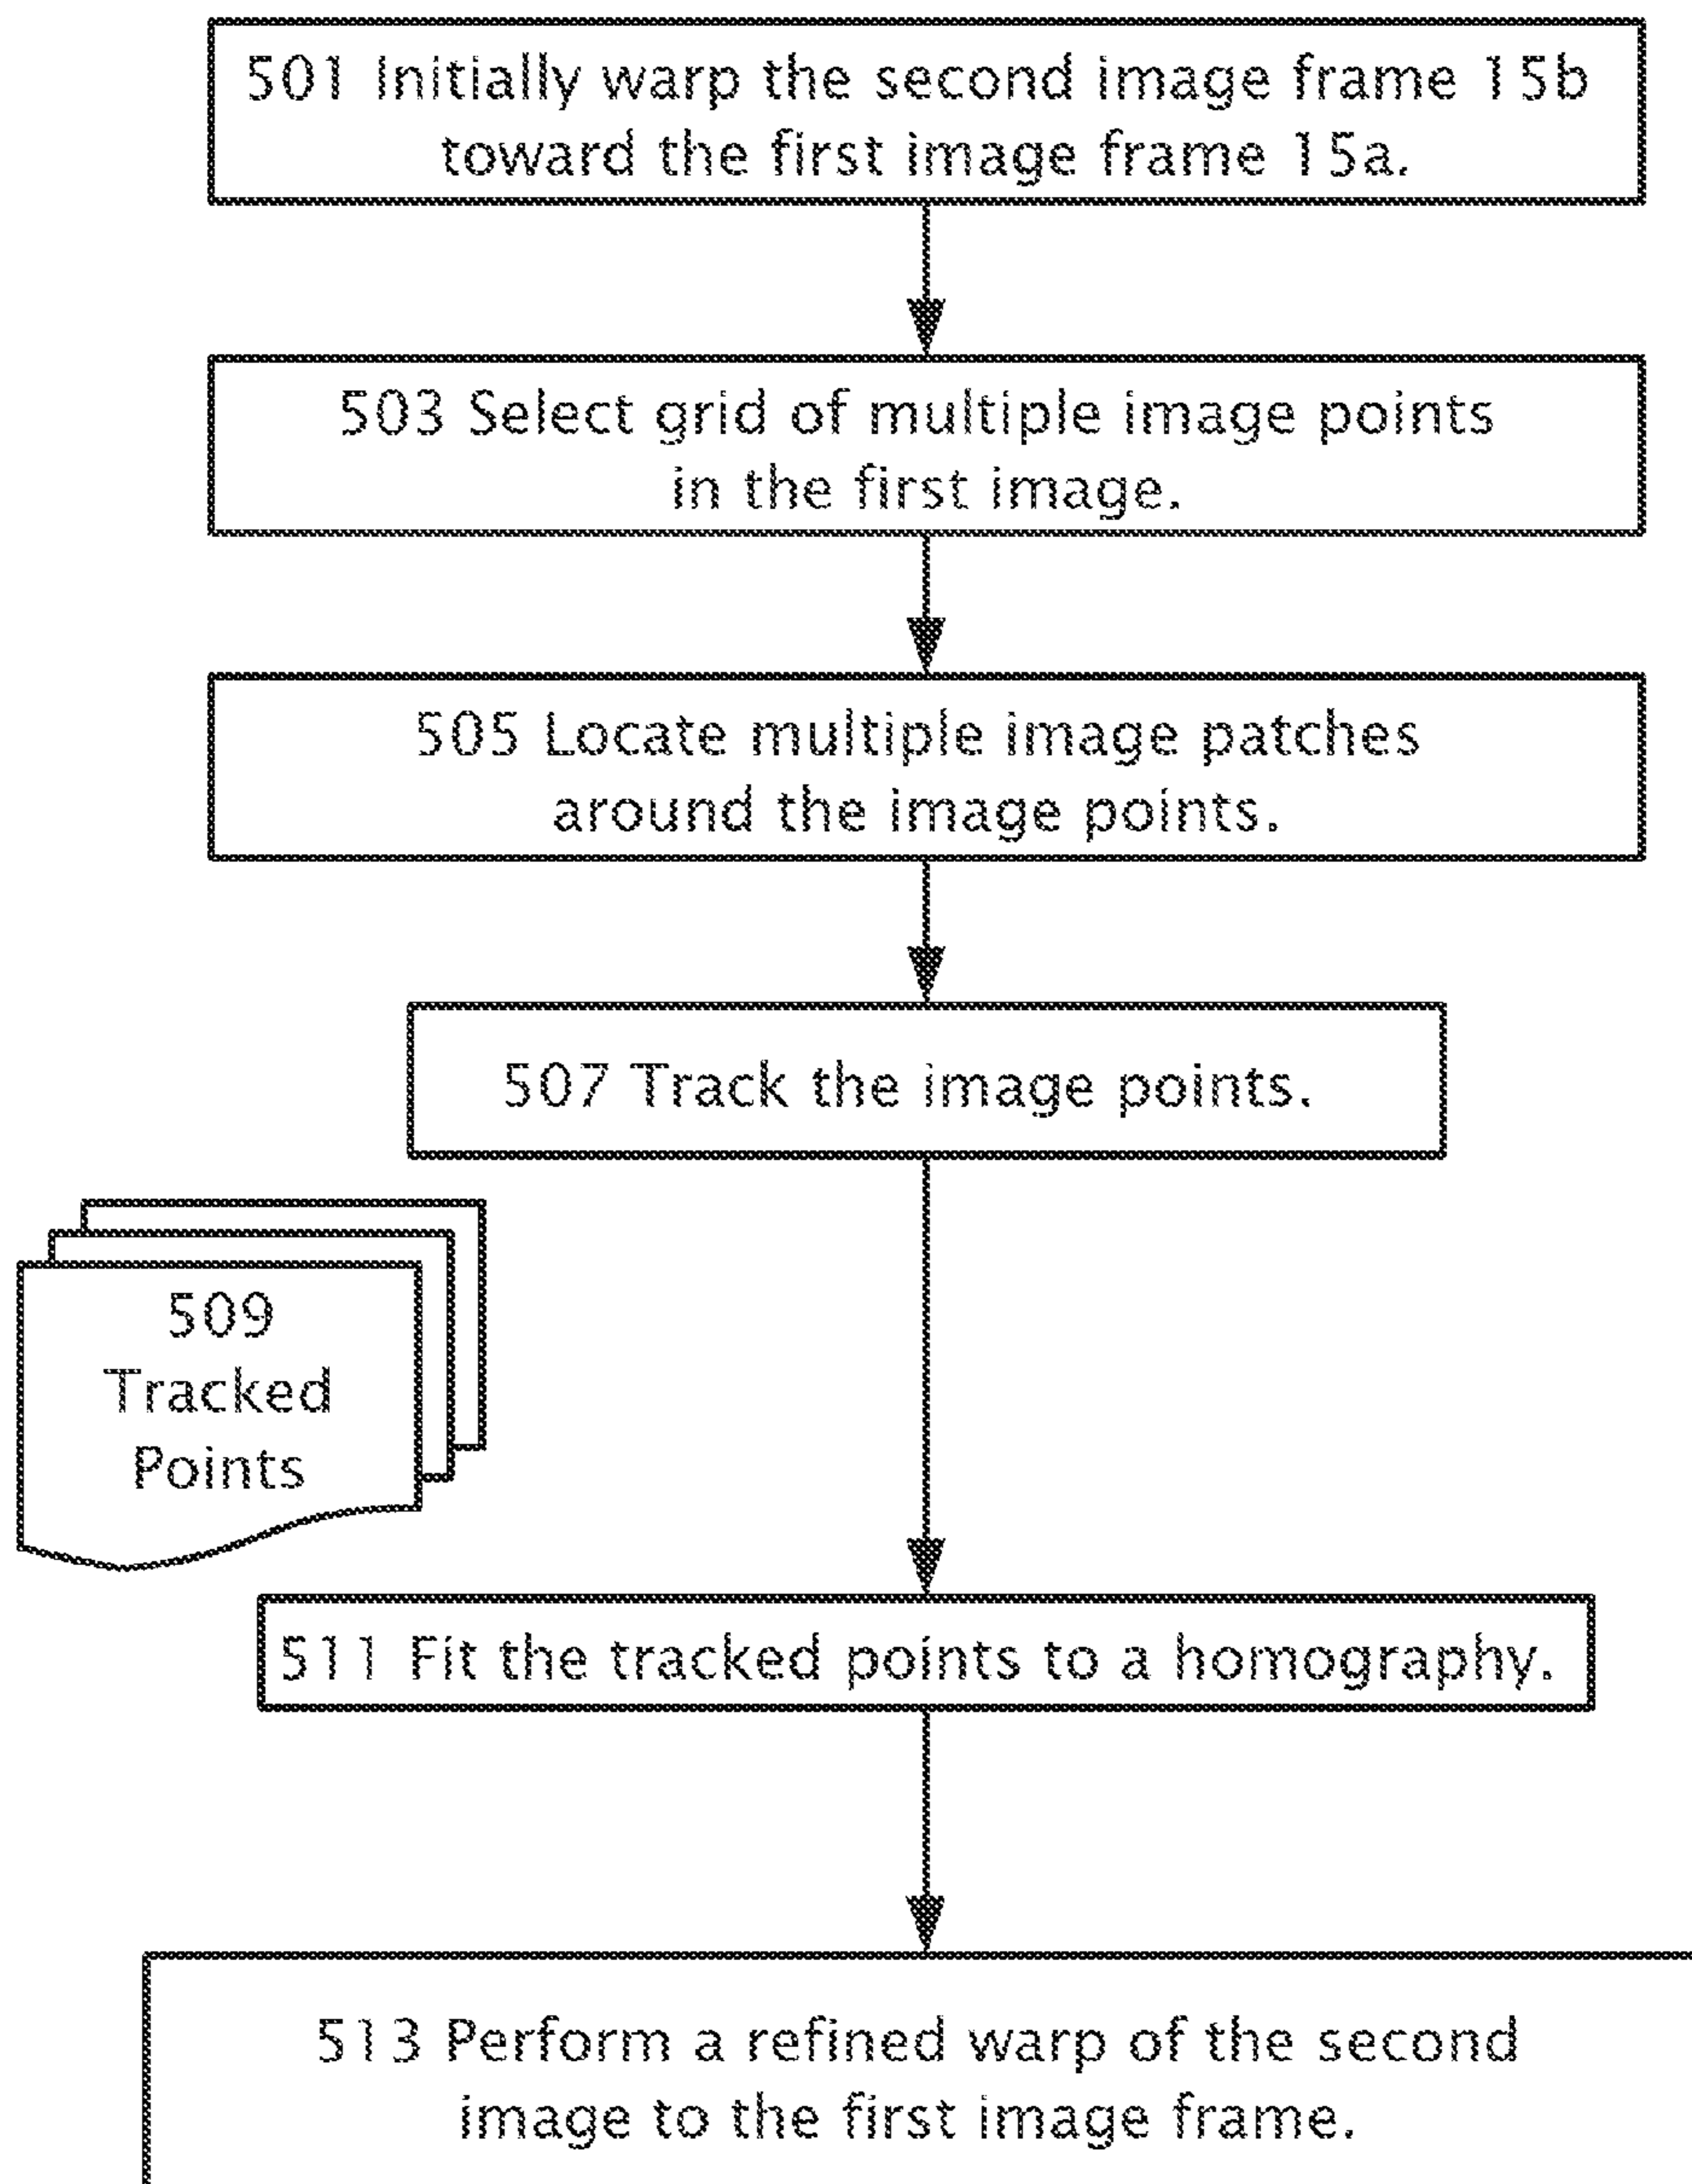 501 Initially warp the second image frame 15b
toward the first image frame 15a.
503 Select grid of multiple image points
in the first image.
505 Locate multiple image patches
around the image points.
507 Track the image points.
509
Tracked
Points
511 Fit the tracked points to a homography.
513 Perform a refined warp of the second
image to the first image frame.